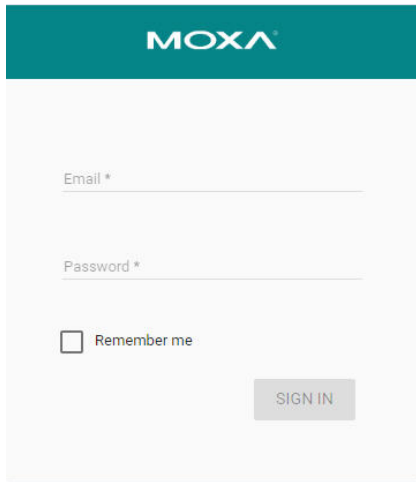 MOXA®
Email *
Password *
Remember me
SIGN IN